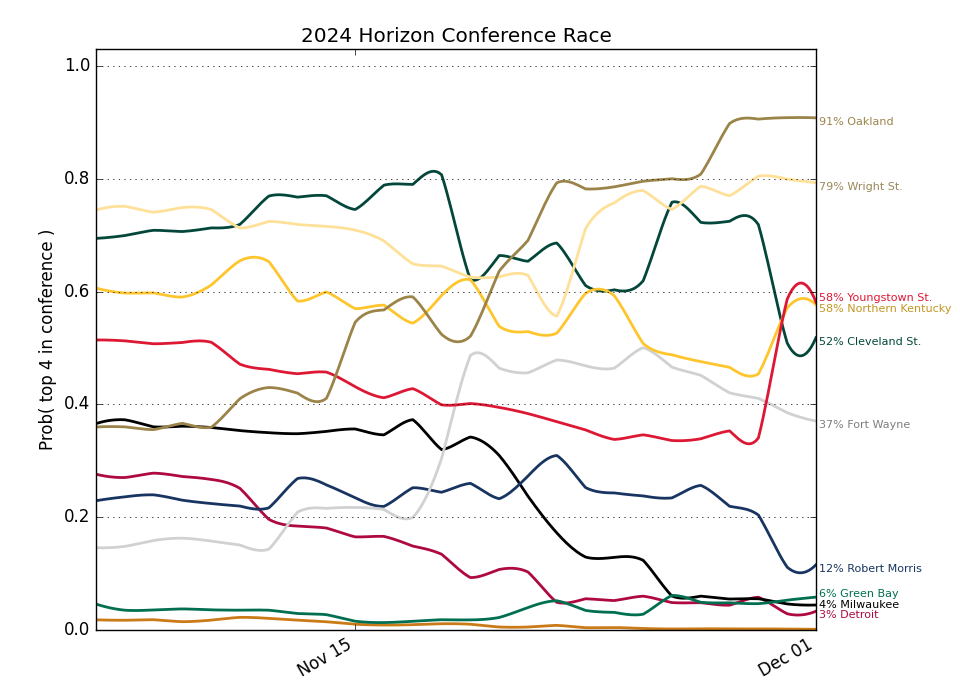 2024 Horizon Conference Race
Prob( top 4 in conference )
1.0
0.8
0.6
0.4
0.2
0.0
Nov 15
Dec 01
91% Oakland
79% Wright St.
58% Youngstown St.
58% Northern Kentucky
52% Cleveland St.
37% Fort Wayne
12% Robert Morris
6% Green Bay
4% Milwaukee
3% Detroit